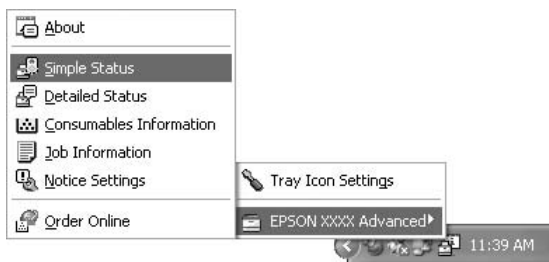 About
Simple Status
Detailed Status
Consumables Information
Job Information
Notice Settings
Order Online
Tray Icon Settings
EPSON XXXX Advanced
11:39 AM